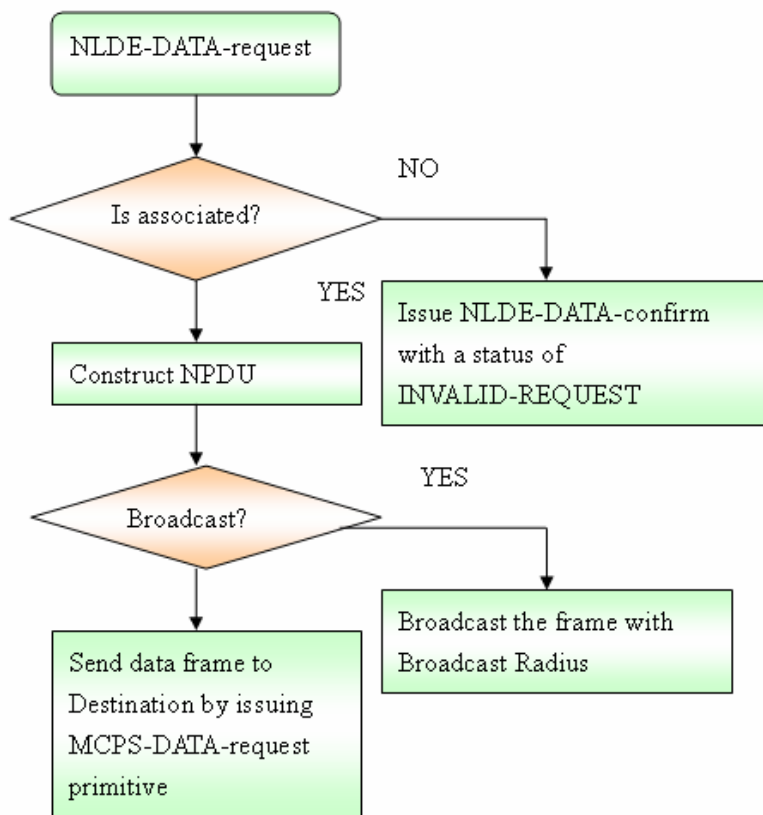 NLDE-DATA-request
NO
Is associated?
YES
Issue NLDE-DATA-confirm
with a status of
INVALID-REQUEST
Construct NPDU
YES
Broadcast?
Broadcast the frame with
Broadcast Radius
Send data frame to
Destination by issuing
MCPS-DATA-request
primitive